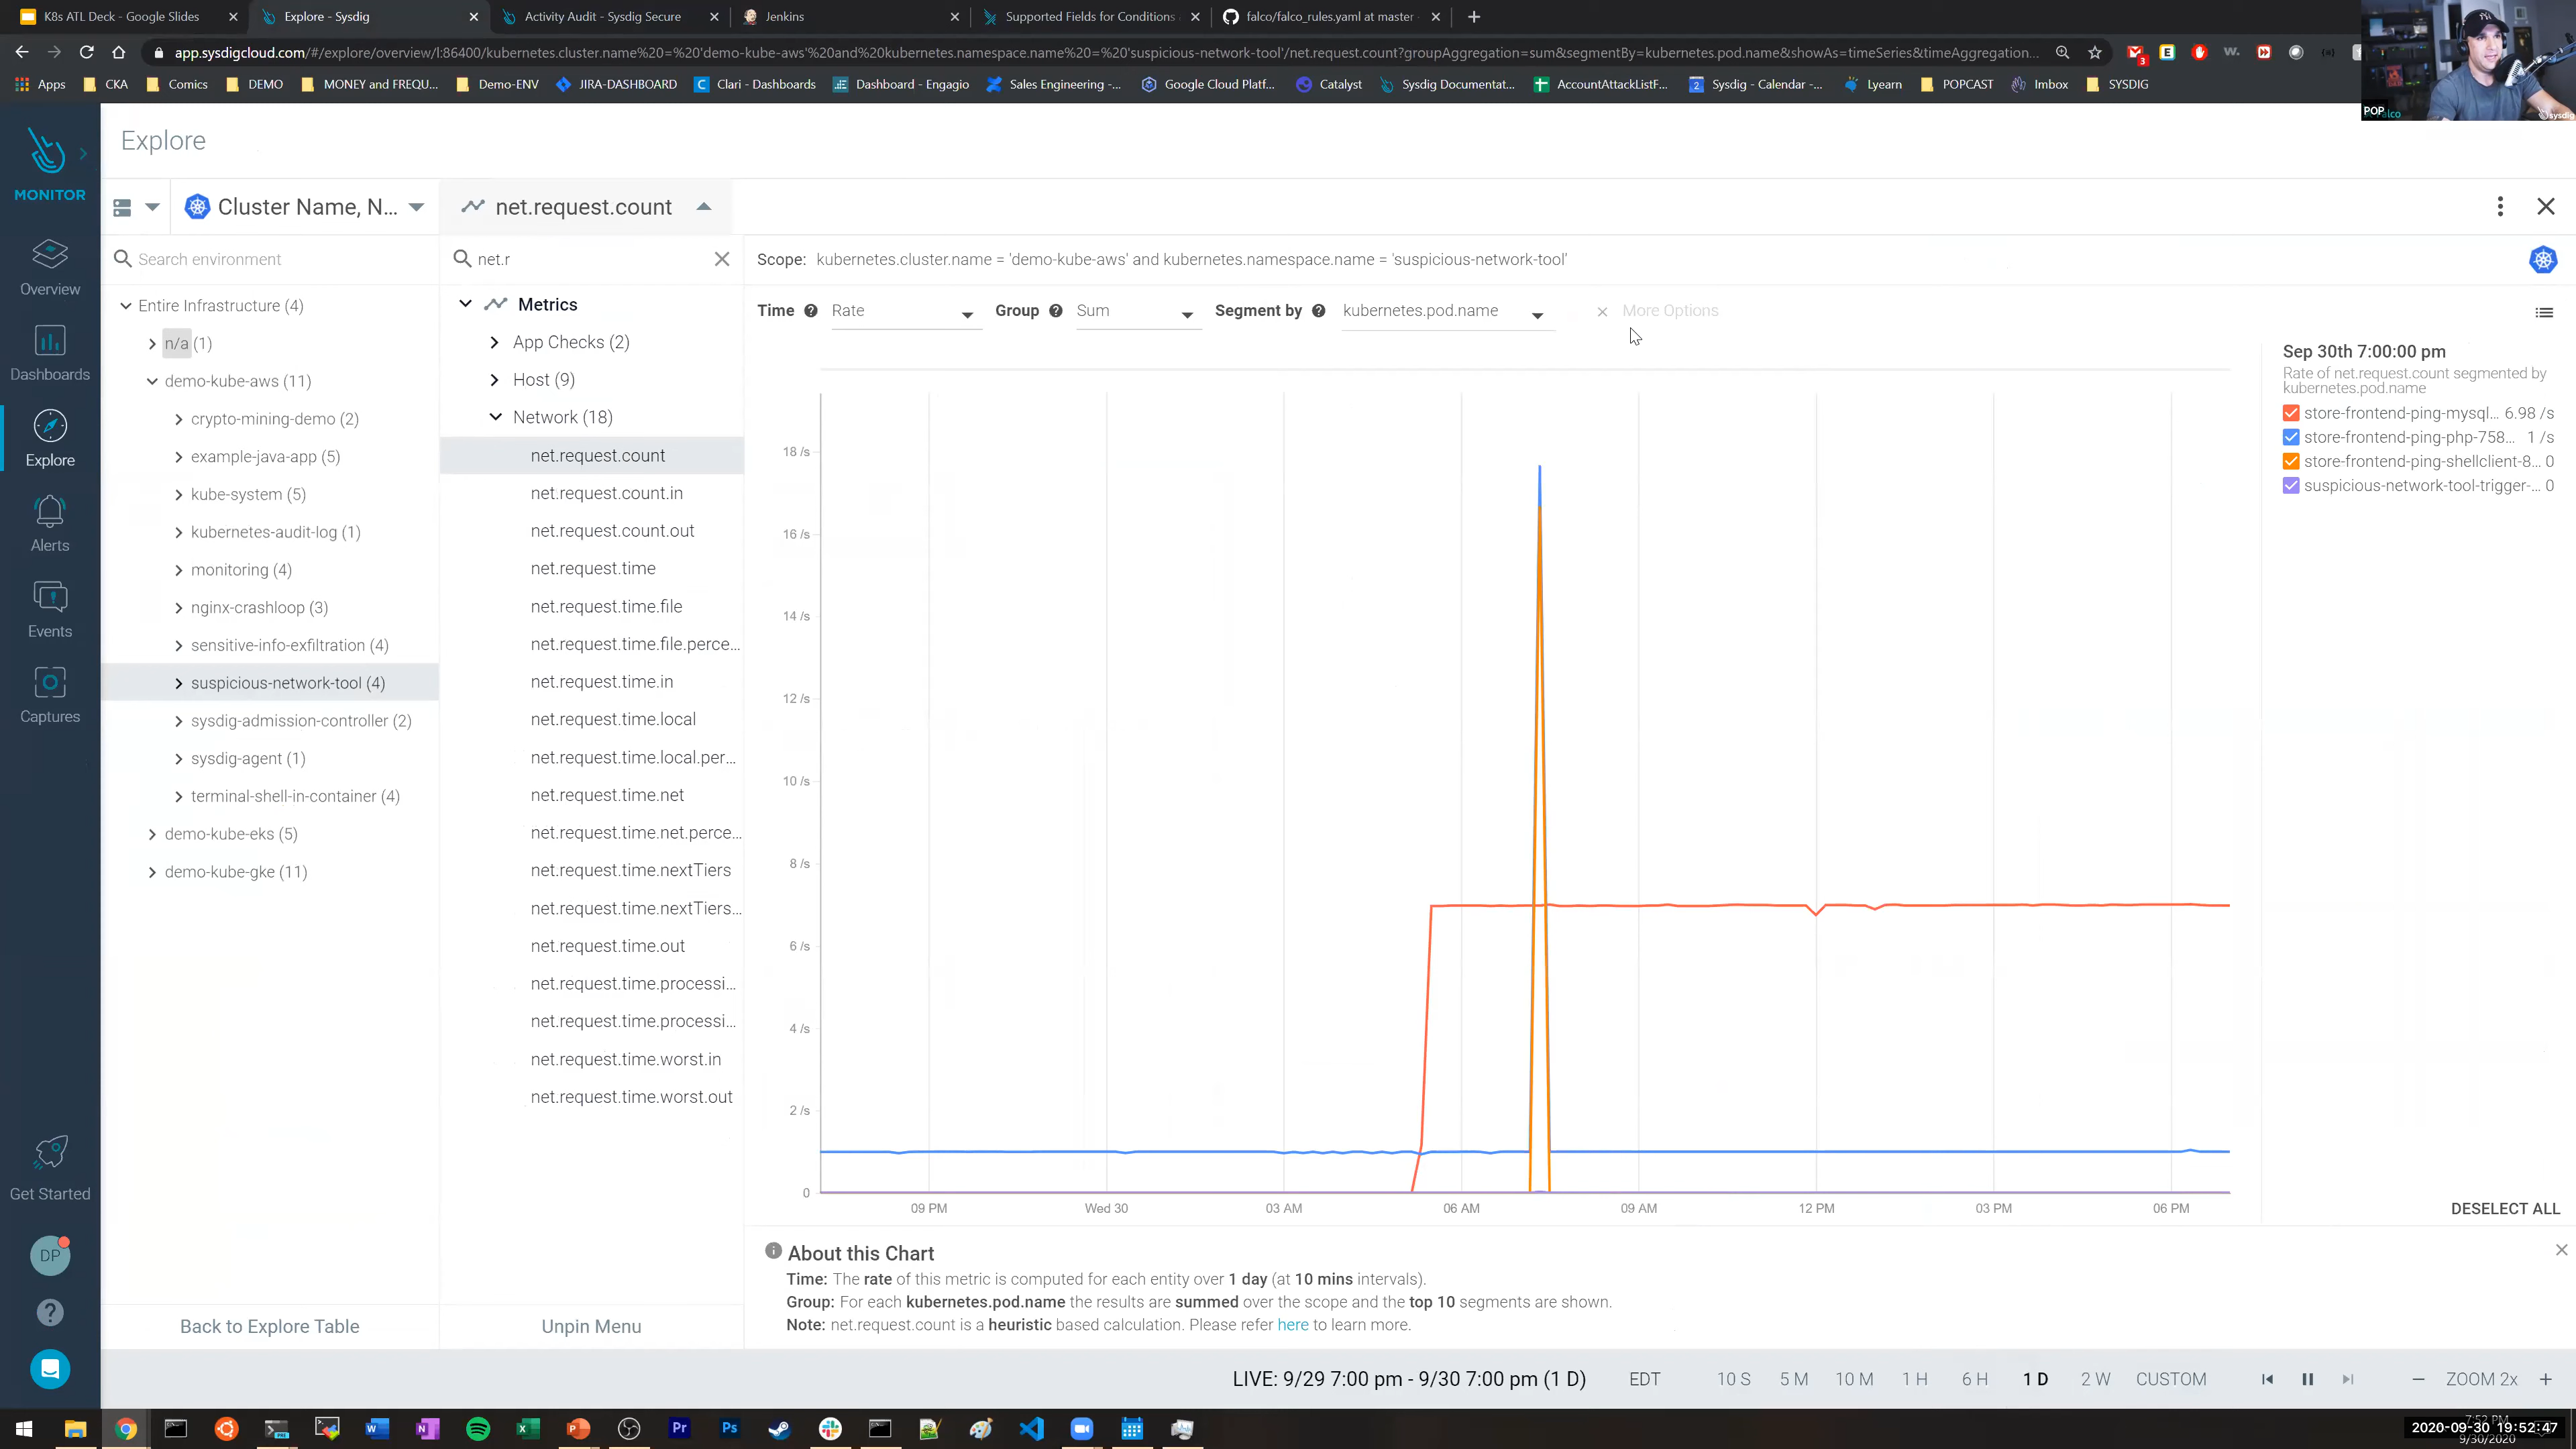 K8s ATL Deck - Google Slides
Explore - Sysdig
Activity Audit - Sysdig Secure
Jenkins
Supported Fields for Conditions
falco/falco_rules.yaml at master
app.sysdigcloud.com/#/explore/overview/l:86400/kubernetes.cluster.name%20=%20'demo-kube-aws'%20and%20kubernetes.namespace.name%20=%20'suspicious-network-tool'/net.request.count?groupAggregation=sum&segmentBy=kubernetes.pod.name&showAs=timeSeries&timeAggregation...
Apps
CKA
Comics
DEMO
MONEY and FREQU...
Demo-ENV
JIRA-DASHBOARD
Clari - Dashboards
Dashboard - Engagio
Sales Engineering -...
Google Cloud Platf...
Catalyst
Sysdig Documentat...
AccountAttackListF...
Sysdig - Calendar -...
Lyearn
POPCAST
Inbox
SYSDIG
POP
Falco
sysdig
MONITOR
Overview
Dashboards
Explore
Alerts
Events
Captures
Get Started
DP
Explore
Cluster Name, N...
net.request.count
Search environment
Entire Infrastructure (4)
n/a (1)
demo-kube-aws (11)
crypto-mining-demo (2)
example-java-app (5)
kube-system (5)
kubernetes-audit-log (1)
monitoring (4)
nginx-crashloop (3)
sensitive-info-exfiltration (4)
suspicious-network-tool (4)
sysdig-admission-controller (2)
sysdig-agent (1)
terminal-shell-in-container (4)
demo-kube-eks (5)
demo-kube-gke (11)
Back to Explore Table
net.r
Metrics
App Checks (2)
Host (9)
Network (18)
net.request.count
net.request.count.in
net.request.count.out
net.request.time
net.request.time.file
net.request.time.file.perce...
net.request.time.in
net.request.time.local
net.request.time.local.per...
net.request.time.net
net.request.time.net.perce...
net.request.time.nextTiers
net.request.time.nextTiers...
net.request.time.out
net.request.time.processi...
net.request.time.processi...
net.request.time.worst.in
net.request.time.worst.out
Unpin Menu
Scope: kubernetes.cluster.name = 'demo-kube-aws' and kubernetes.namespace.name = 'suspicious-network-tool'
Time Rate Group Sum Segment by kubernetes.pod.name More Options
18 /s
16 /s
14 /s
12 /s
10 /s
8 /s
6 /s
4 /s
2 /s
0
09 PM Wed 30 03 AM 06 AM 09 AM 12 PM 03 PM 06 PM
Sep 30th 7:00:00 pm
Rate of net.request.count segmented by
kubernetes.pod.name
store-frontend-ping-mysql... 6.98 /s
store-frontend-ping-php-758... 1 /s
store-frontend-ping-shellclient-8... 0
suspicious-network-tool-trigger-... 0
DESELECT ALL
About this Chart
Time: The rate of this metric is computed for each entity over 1 day (at 10 mins intervals).
Group: For each kubernetes.pod.name the results are summed over the scope and the top 10 segments are shown.
Note: net.request.count is a heuristic based calculation. Please refer here to learn more.
LIVE: 9/29 7:00 pm - 9/30 7:00 pm (1 D) EDT 10 S 5 M 10 M 1 H 6 H 1 D 2 W CUSTOM ZOOM 2x
7:52 PM
2020-09-30 19:52:47
9/30/2020